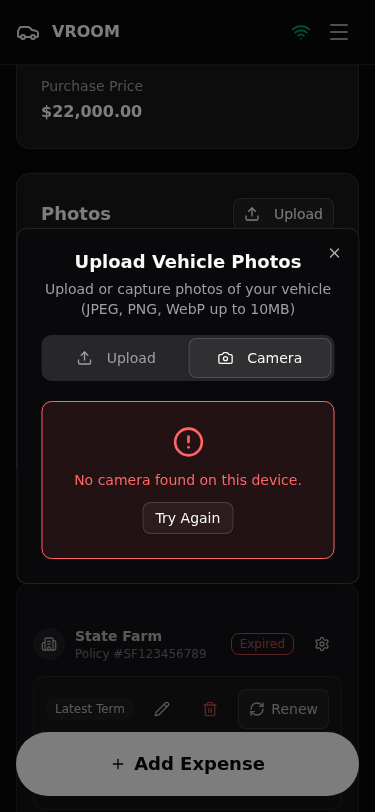 VROOM
Purchase Price
$22,000.00
Photos
Upload
Upload Vehicle Photos
Upload or capture photos of your vehicle
(JPEG, PNG, WebP up to 10MB)
Upload
Camera
No camera found on this device.
Try Again
State Farm
Policy #SF123456789
Expired
Latest Term
Renew
+ Add Expense